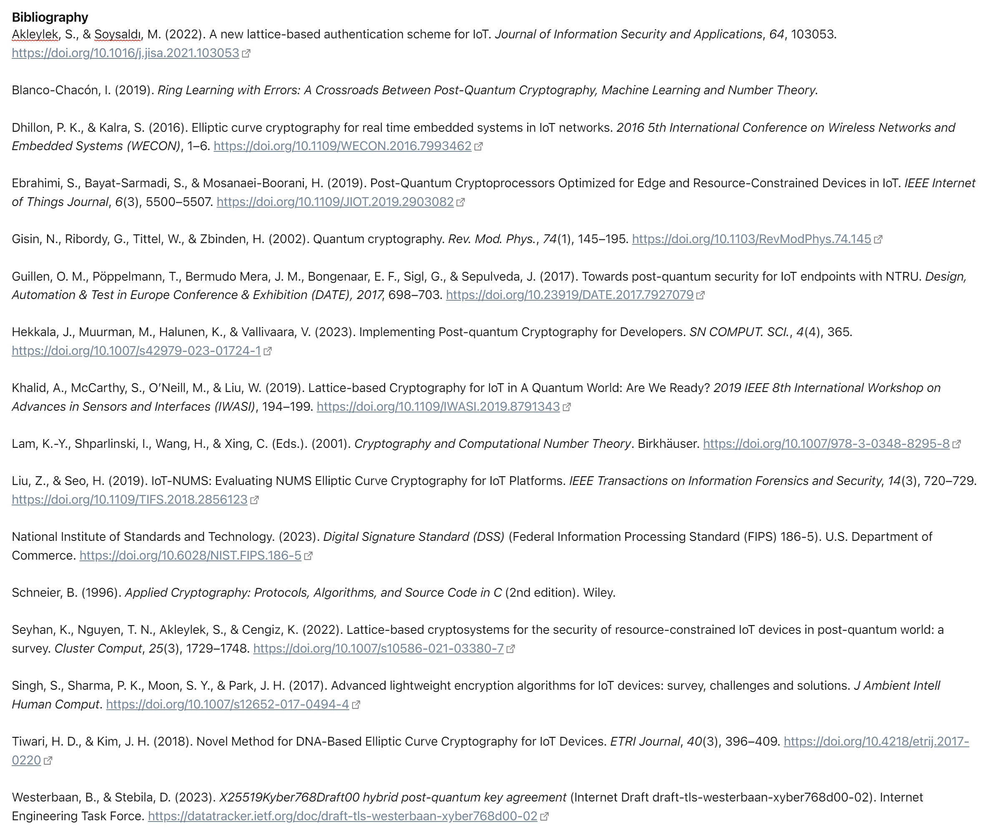 Bibliography
Akleylek, S., & Soysaldı, M. (2022). A new lattice-based authentication scheme for IoT. Journal of Information Security and Applications, 64, 103053.
https://doi.org/10.1016/j.jisa.2021.103053
Blanco-Chacón, I. (2019). Ring Learning with Errors: A Crossroads Between Post-Quantum Cryptography, Machine Learning and Number Theory.
Dhillon, P. K., & Kalra, S. (2016). Elliptic curve cryptography for real time embedded systems in IoT networks. 2016 5th International Conference on Wireless Networks and
Embedded Systems (WECON), 1–6. https://doi.org/10.1109/WECON.2016.7993462
Ebrahimi, S., Bayat-Sarmadi, S., & Mosanaei-Boorani, H. (2019). Post-Quantum Cryptoprocessors Optimized for Edge and Resource-Constrained Devices in IoT. IEEE Internet
of Things Journal, 6(3), 5500–5507. https://doi.org/10.1109/JIOT.2019.2903082
Gisin, N., Ribordy, G., Tittel, W., & Zbinden, H. (2002). Quantum cryptography. Rev. Mod. Phys., 74(1), 145–195. https://doi.org/10.1103/RevModPhys.74.145
Guillen, O. M., Pöppelmann, T., Bermudo Mera, J. M., Bongenaar, E. F., Sigl, G., & Sepulveda, J. (2017). Towards post-quantum security for IoT endpoints with NTRU. Design,
Automation & Test in Europe Conference & Exhibition (DATE), 2017, 698–703. https://doi.org/10.23919/DATE.2017.7927079
Hekkala, J., Muurman, M., Halunen, K., & Vallivaara, V. (2023). Implementing Post-quantum Cryptography for Developers. SN COMPUT. SCI., 4(4), 365.
https://doi.org/10.1007/s42979-023-01724-1
Khalid, A., McCarthy, S., O’Neill, M., & Liu, W. (2019). Lattice-based Cryptography for IoT in A Quantum World: Are We Ready? 2019 IEEE 8th International Workshop on
Advances in Sensors and Interfaces (IWASI), 194–199. https://doi.org/10.1109/IWASI.2019.8791343
Lam, K.-Y., Shparlinski, I., Wang, H., & Xing, C. (Eds.). (2001). Cryptography and Computational Number Theory. Birkhäuser. https://doi.org/10.1007/978-3-0348-8295-8
Liu, Z., & Seo, H. (2019). IoT-NUMS: Evaluating NUMS Elliptic Curve Cryptography for IoT Platforms. IEEE Transactions on Information Forensics and Security, 14(3), 720–729.
https://doi.org/10.1109/TIFS.2018.2856123
National Institute of Standards and Technology. (2023). Digital Signature Standard (DSS) (Federal Information Processing Standard (FIPS) 186-5). U.S. Department of
Commerce. https://doi.org/10.6028/NIST.FIPS.186-5
Schneier, B. (1996). Applied Cryptography: Protocols, Algorithms, and Source Code in C (2nd edition). Wiley.
Seyhan, K., Nguyen, T. N., Akleylek, S., & Cengiz, K. (2022). Lattice-based cryptosystems for the security of resource-constrained IoT devices in post-quantum world: a
survey. Cluster Comput, 25(3), 1729–1748. https://doi.org/10.1007/s10586-021-03380-7
Singh, S., Sharma, P. K., Moon, S. Y., & Park, J. H. (2017). Advanced lightweight encryption algorithms for IoT devices: survey, challenges and solutions. J Ambient Intell
Human Comput. https://doi.org/10.1007/s12652-017-0494-4
Tiwari, H. D., & Kim, J. H. (2018). Novel Method for DNA-Based Elliptic Curve Cryptography for IoT Devices. ETRI Journal, 40(3), 396–409. https://doi.org/10.4218/etrij.2017-
0220
Westerbaan, B., & Stebila, D. (2023). X25519Kyber768Draft00 hybrid post-quantum key agreement (Internet Draft draft-tls-westerbaan-xyber768d00-02). Internet
Engineering Task Force. https://datatracker.ietf.org/doc/draft-tls-westerbaan-xyber768d00-02